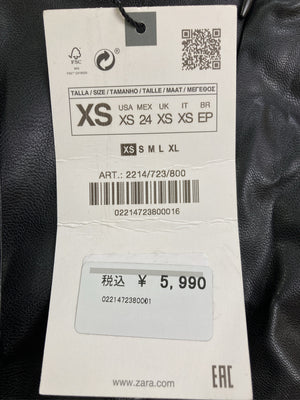 FSC
TALLA / SIZE / TAMANHO / TAILLE / MAAT / ΜΕΓΕΘΟΣ
XS
USA MEX UK IT BR
XS 24 XS XS EP
XS S M L XL
ART.: 2214/723/800
02214723800016
税込 ¥ 5,990
0221472380001
www.zara.com
EAC